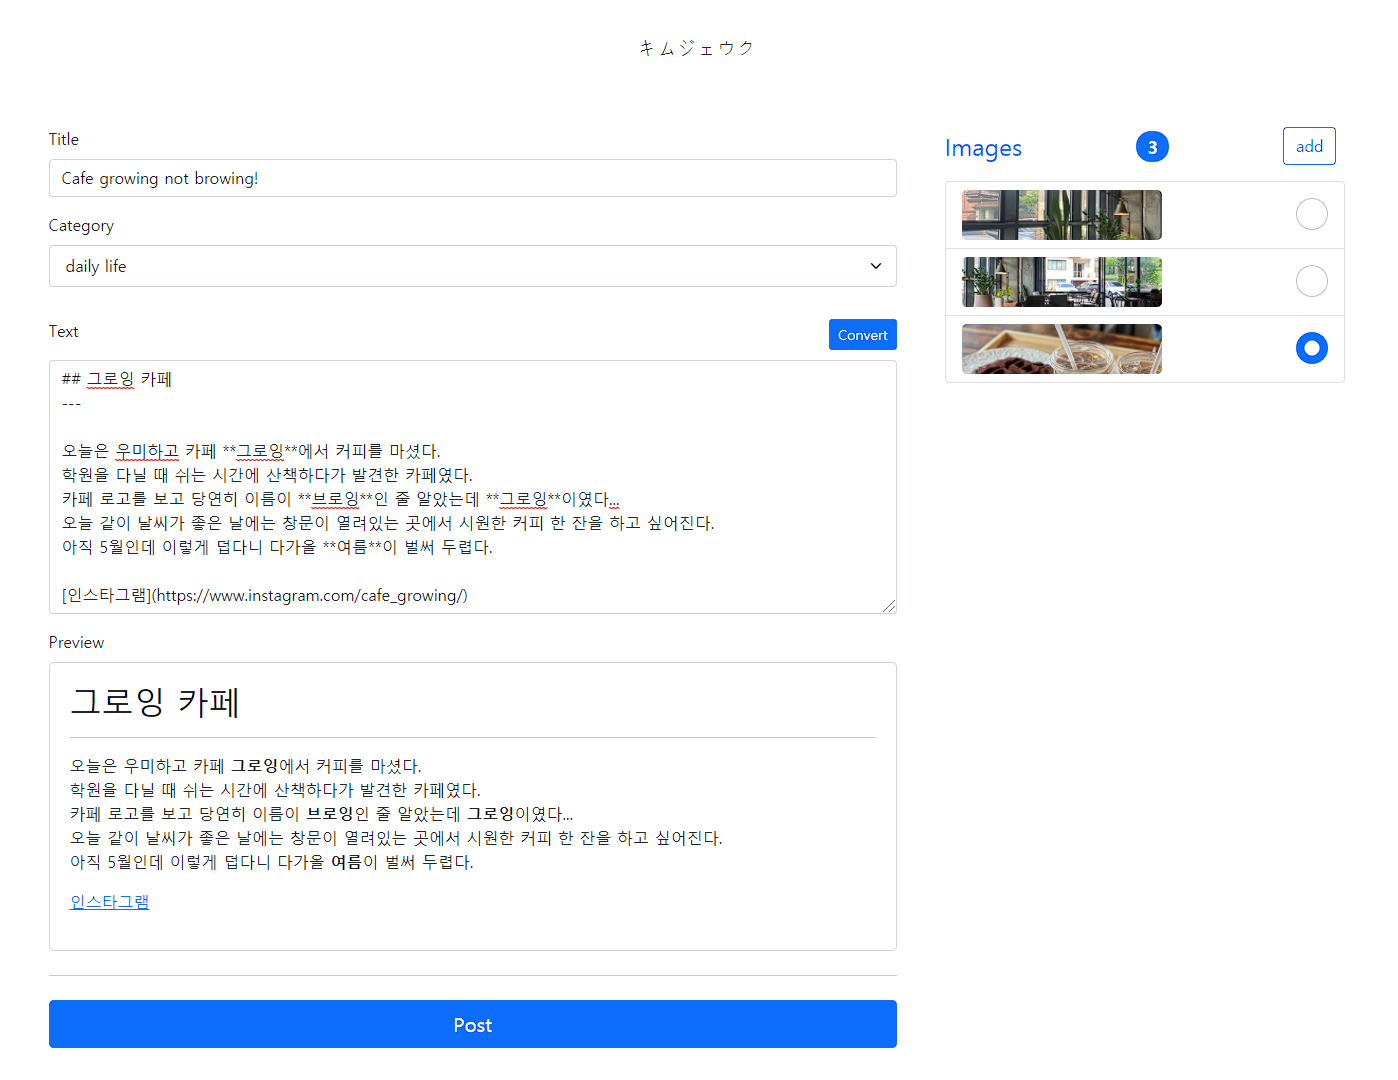 キムジェウク
Title
Cafe growing not browing!
Category
daily life
Text
Convert
## 그로잉 카페
---
오늘은 우미하고 카페 **그로잉**에서 커피를 마셨다.
학원을 다닐 때 쉬는 시간에 산책하다가 발견한 카페였다.
카페 로고를 보고 당연히 이름이 **브로잉**인 줄 알았는데 **그로잉**이였다...
오늘 같이 날씨가 좋은 날에는 창문이 열려있는 곳에서 시원한 커피 한 잔을 하고 싶어진다.
아직 5월인데 이렇게 덥다니 다가올 **여름**이 벌써 두렵다.
[인스타그램](https://www.instagram.com/cafe_growing/)
Preview
그로잉 카페
오늘은 우미하고 카페 그로잉에서 커피를 마셨다.
학원을 다닐 때 쉬는 시간에 산책하다가 발견한 카페였다.
카페 로고를 보고 당연히 이름이 브로잉인 줄 알았는데 그로잉이였다...
오늘 같이 날씨가 좋은 날에는 창문이 열려있는 곳에서 시원한 커피 한 잔을 하고 싶어진다.
아직 5월인데 이렇게 덥다니 다가올 여름이 벌써 두렵다.
인스타그램
Post
Images
3
add